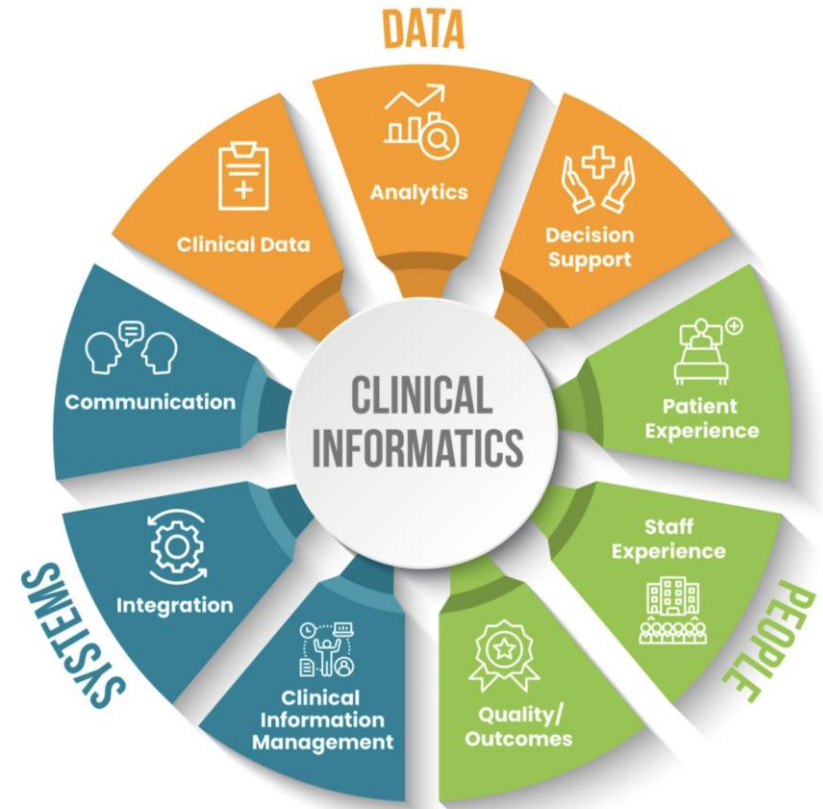 DATA
Analytics
Clinical Data
Decision
Support
Communication
Patient
Experience
CLINICAL
INFORMATICS
Integration
Staff
Experience
SYSTEMS
PEOPLE
Clinical
Information
Management
Quality/
Outcomes